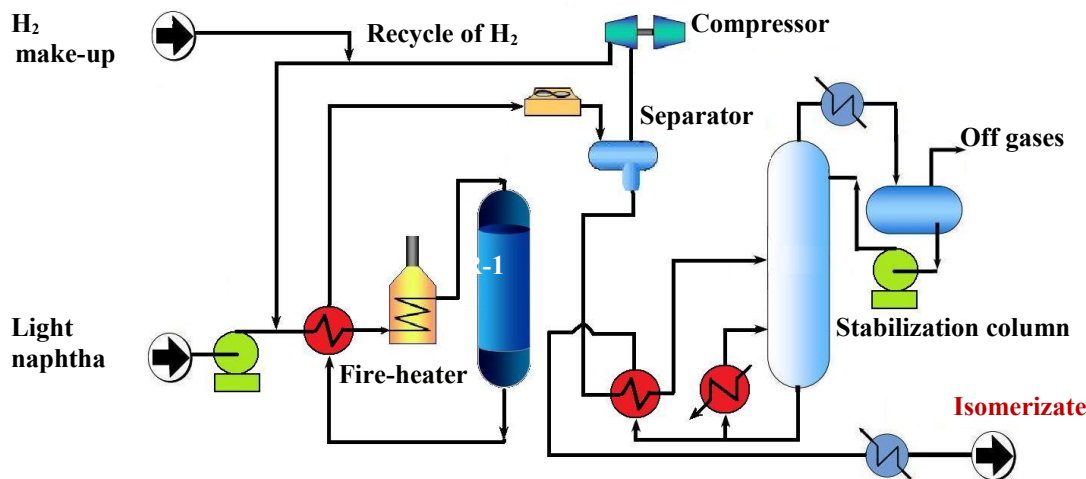 H₂
make-up
Recycle of H₂
Compressor
Separator
Off gases
R-1
Light
naphtha
Fire-heater
Stabilization column
Isomerizate